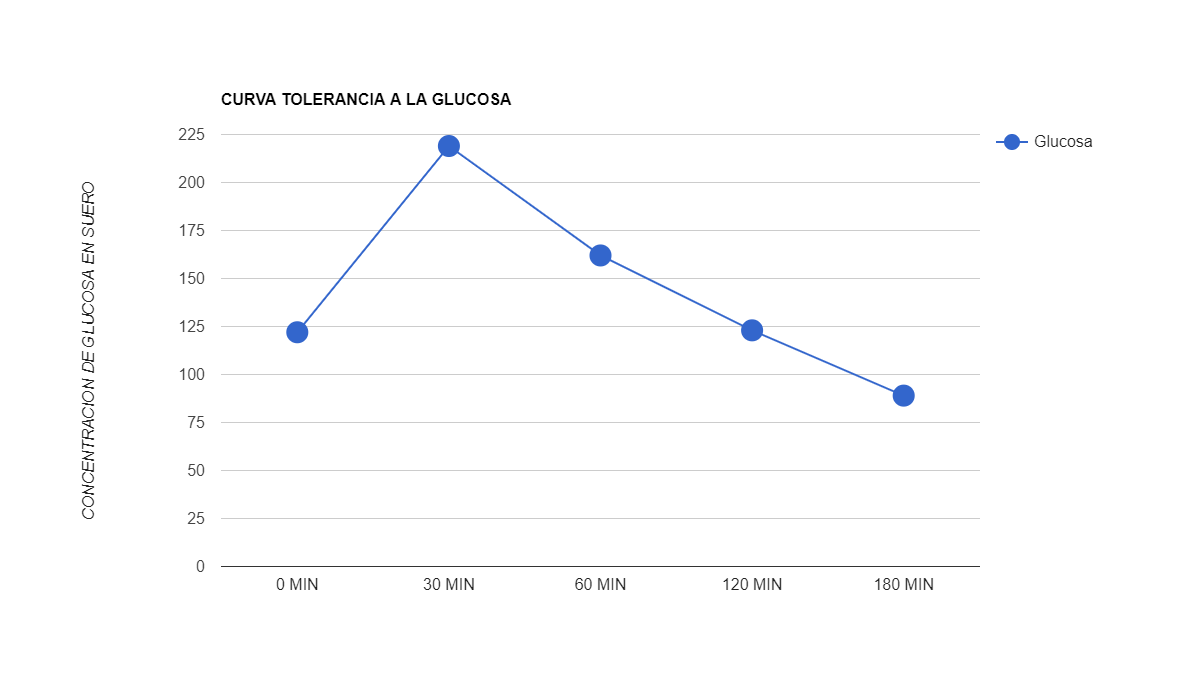 CURVA TOLERANCIA A LA GLUCOSA
CONCENTRACION DE GLUCOSA EN SUERO
225
200
175
150
125
100
75
50
25
0
0 MIN
30 MIN
60 MIN
120 MIN
180 MIN
Glucosa